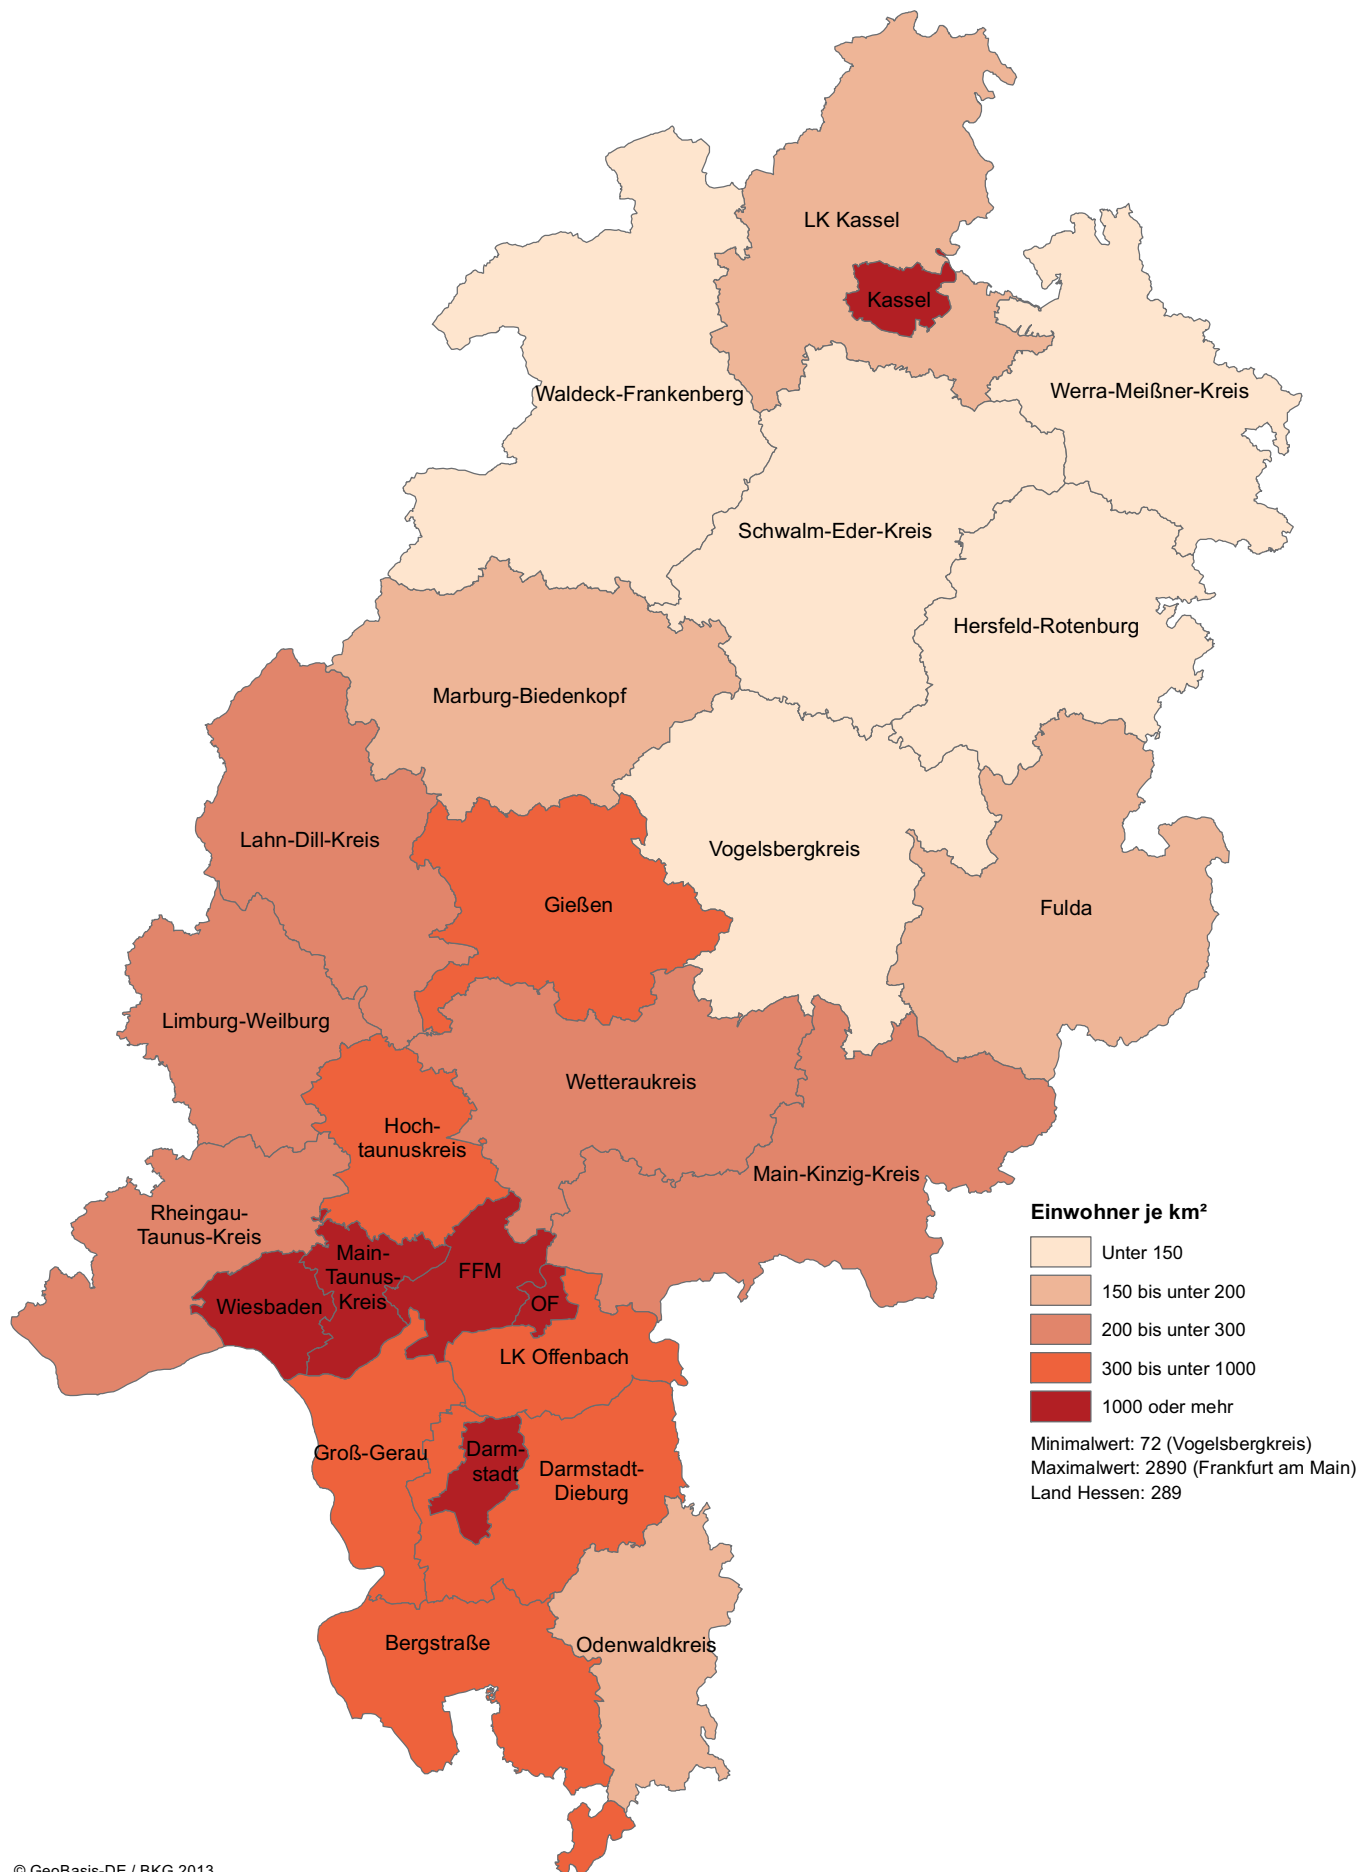 LK Kassel
Kassel
Waldeck-Frankenberg
Werra-Meißner-Kreis
Schwalm-Eder-Kreis
Hersfeld-Rotenburg
Marburg-Biedenkopf
Lahn-Dill-Kreis
Vogelsbergkreis
Gießen
Fulda
Limburg-Weilburg
Wetteraukreis
Hoch-
taunuskreis
Main-Kinzig-Kreis
Rheingau-
Taunus-Kreis
Main-
Taunus-
Kreis
FFM
Wiesbaden
OF
LK Offenbach
Groß-Gerau
Darm-
stadt
Darmstadt-
Dieburg
Bergstraße
Odenwaldkreis
Einwohner je km²
Unter 150
150 bis unter 200
200 bis unter 300
300 bis unter 1000
1000 oder mehr
Minimalwert: 72 (Vogelsbergkreis)
Maximalwert: 2890 (Frankfurt am Main)
Land Hessen: 289
© GeoBasis-DE / BKG 2013